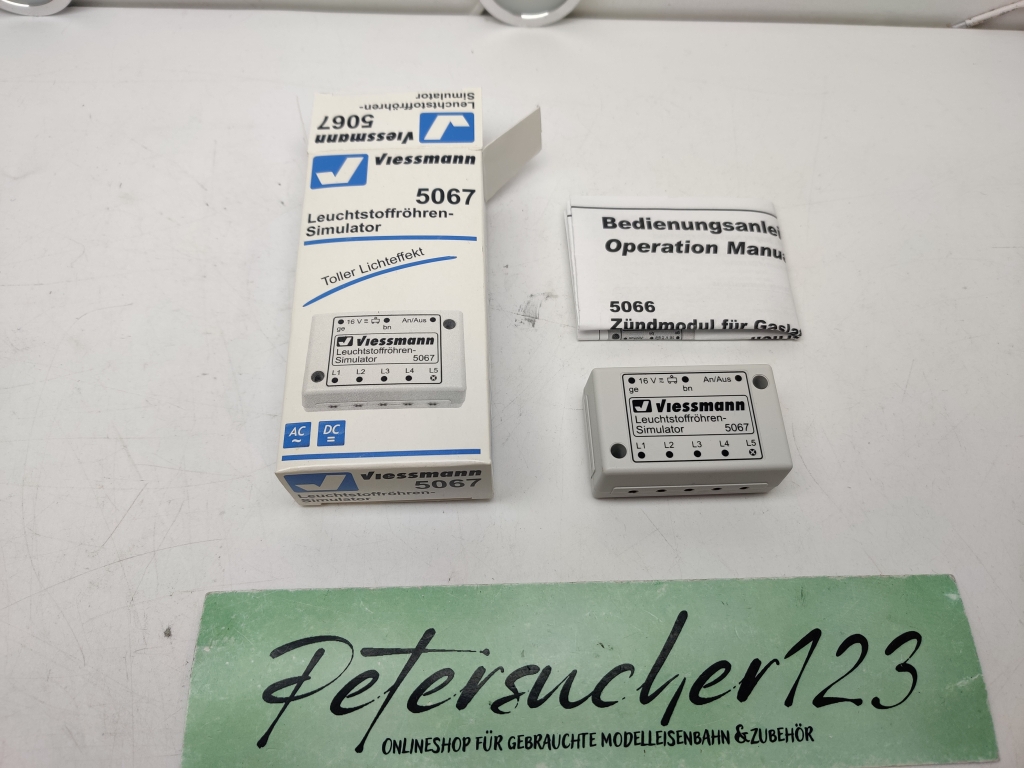 Leuchtstoffröhren-
Simulator
5067
Viessmann
Viessmann
5067
Leuchtstoffröhren-
Simulator
Toller Lichteffekt
16 V ≂
An/Aus
ge
bn
Viessmann
Leuchtstoffröhren-
Simulator 5067
L1 L2 L3 L4 L5
AC
~
DC
=
Viessmann
5067
Leuchtstoffröhren-
Simulator
Bedienungsanlei
Operation Manu
5066
Zündmodul für Gasla
16 V ≂
An/Aus
ge
bn
Viessmann
Leuchtstoffröhren-
Simulator 5067
L1 L2 L3 L4 L5
Petersucher123
ONLINESHOP FÜR GEBRAUCHTE MODELLEISENBAHN & ZUBEHÖR